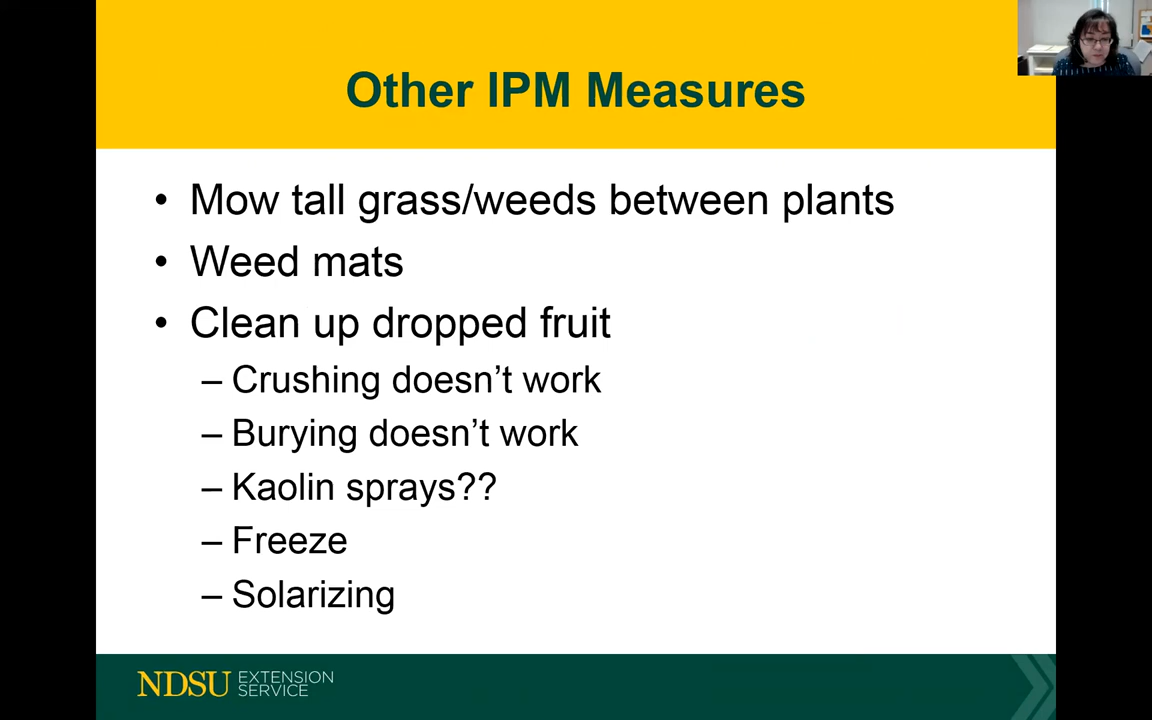 Other IPM Measures
• Mow tall grass/weeds between plants
• Weed mats
• Clean up dropped fruit
– Crushing doesn’t work
– Burying doesn’t work
– Kaolin sprays??
– Freeze
– Solarizing
NDSU EXTENSION
SERVICE